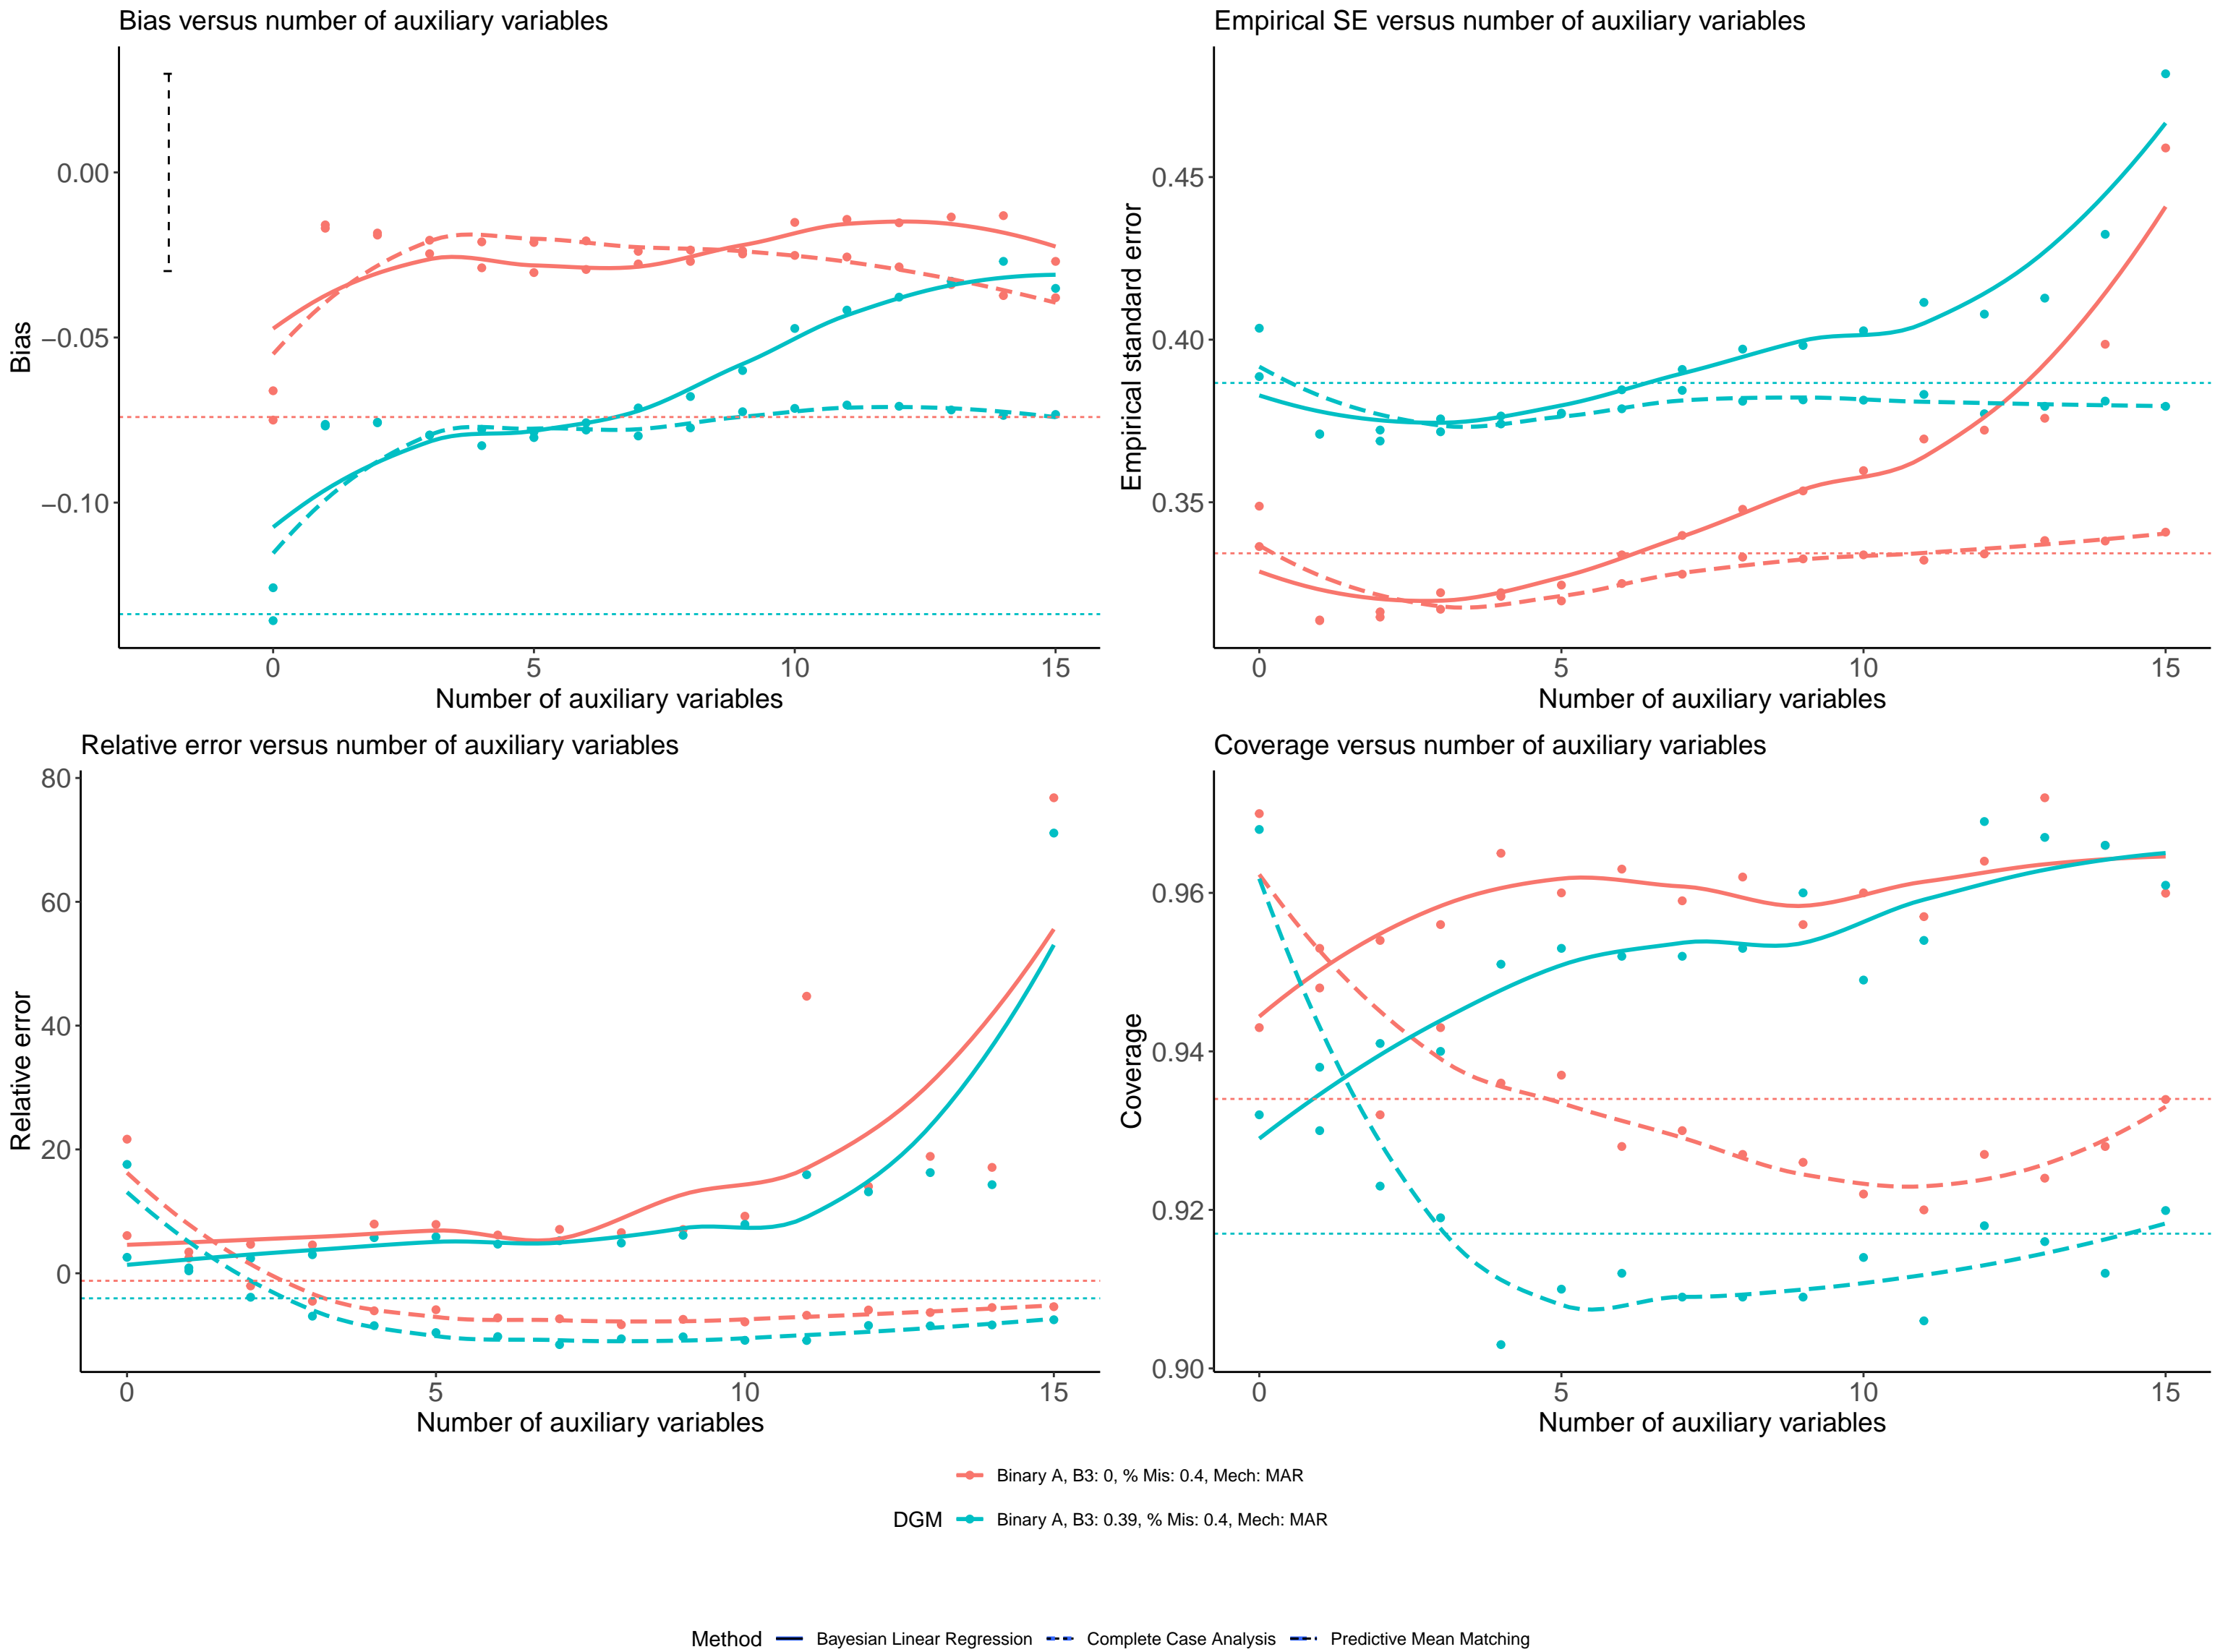 Bias versus number of auxiliary variables
0.00
−0.05
−0.10
Bias
0 5 10 15
Number of auxiliary variables
Empirical SE versus number of auxiliary variables
0.45
0.40
0.35
Empirical standard error
0 5 10 15
Number of auxiliary variables
Relative error versus number of auxiliary variables
80
60
40
20
0
Relative error
0 5 10 15
Number of auxiliary variables
Coverage versus number of auxiliary variables
0.96
0.94
0.92
0.90
Coverage
0 5 10 15
Number of auxiliary variables
Binary A, B3: 0, % Mis: 0.4, Mech: MAR
DGM Binary A, B3: 0.39, % Mis: 0.4, Mech: MAR
Method Bayesian Linear Regression Complete Case Analysis Predictive Mean Matching